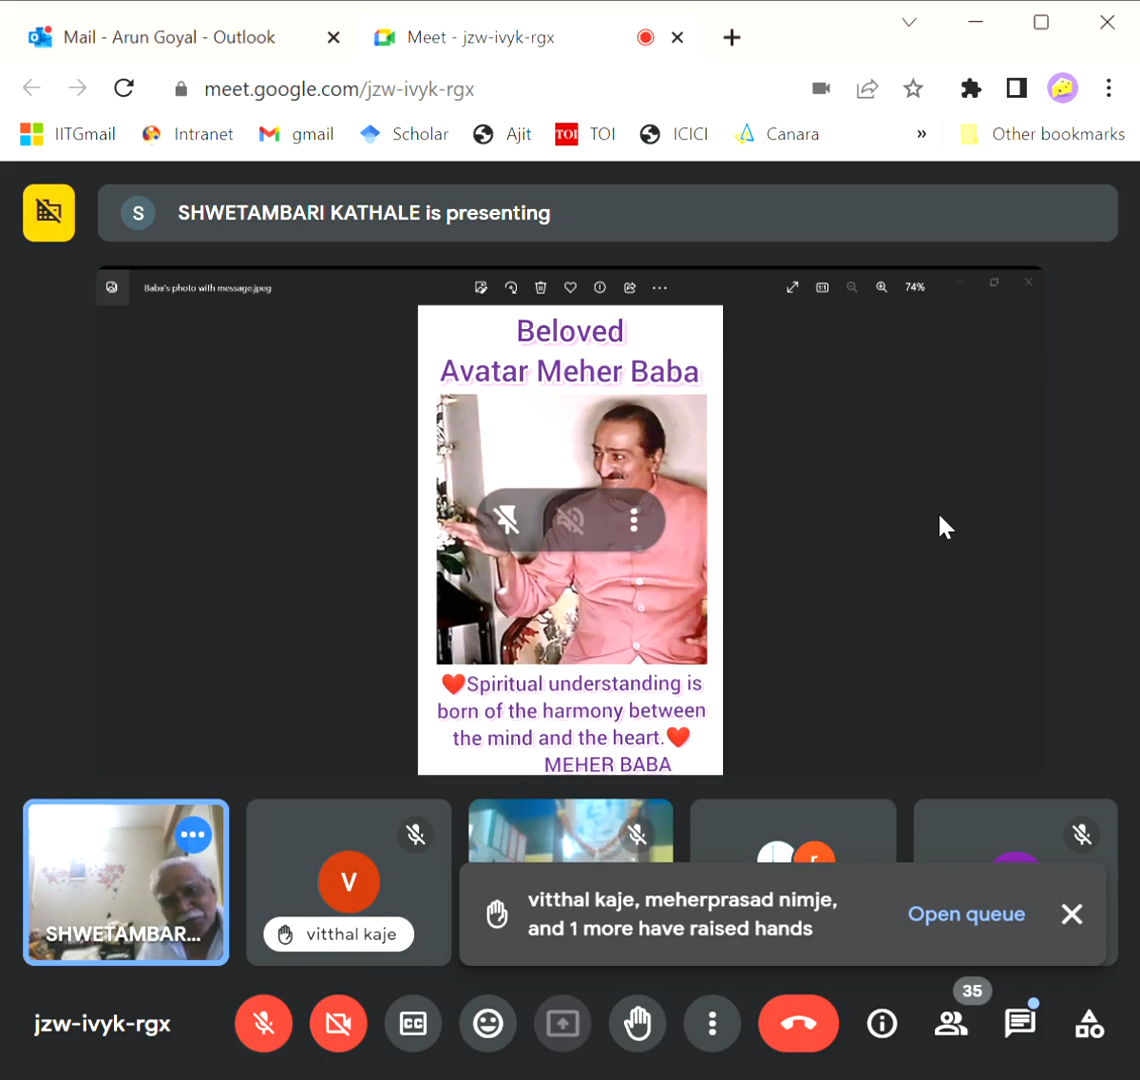 Mail - Arun Goyal - Outlook
Meet - jzw-ivyk-rgx
meet.google.com/jzw-ivyk-rgx
IITGmail
Intranet
gmail
Scholar
Ajit
TOI
TOI
ICICI
Canara
»
Other bookmarks
S
SHWETAMBARI KATHALE is presenting
Baba's photo with message.jpeg
74%
Beloved
Avatar Meher Baba
❤️Spiritual understanding is
born of the harmony between
the mind and the heart.❤️
MEHER BABA
SHWETAMBAR...
V
vitthal kaje
r
vitthal kaje, meherprasad nimje,
and 1 more have raised hands
Open queue
35
jzw-ivyk-rgx
CC